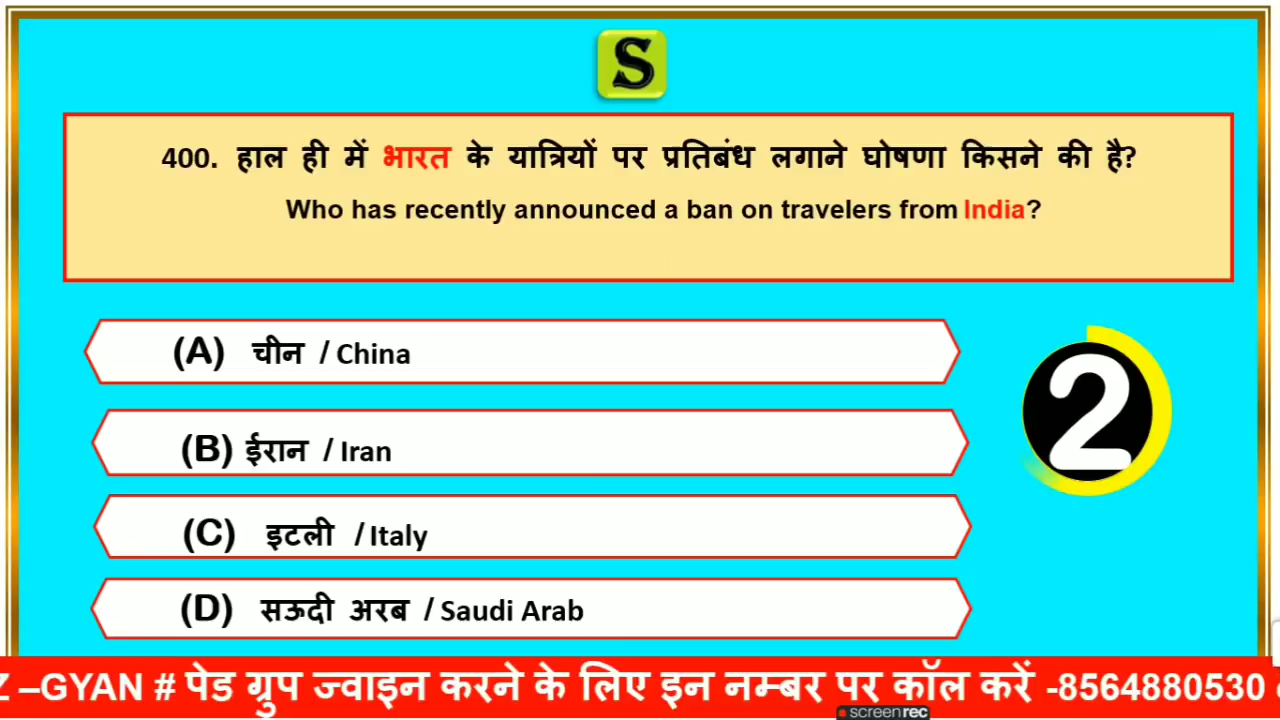 S
400. हाल ही में भारत के यात्रियों पर प्रतिबंध लगाने घोषणा किसने की है?
Who has recently announced a ban on travelers from India?
(A) चीन / China
2
(B) ईरान / Iran
(C) इटली / Italy
(D) सऊदी अरब / Saudi Arab
Z –GYAN # पेड ग्रुप ज्वाइन करने के लिए इन नम्बर पर कॉल करें -8564880530
screenrec